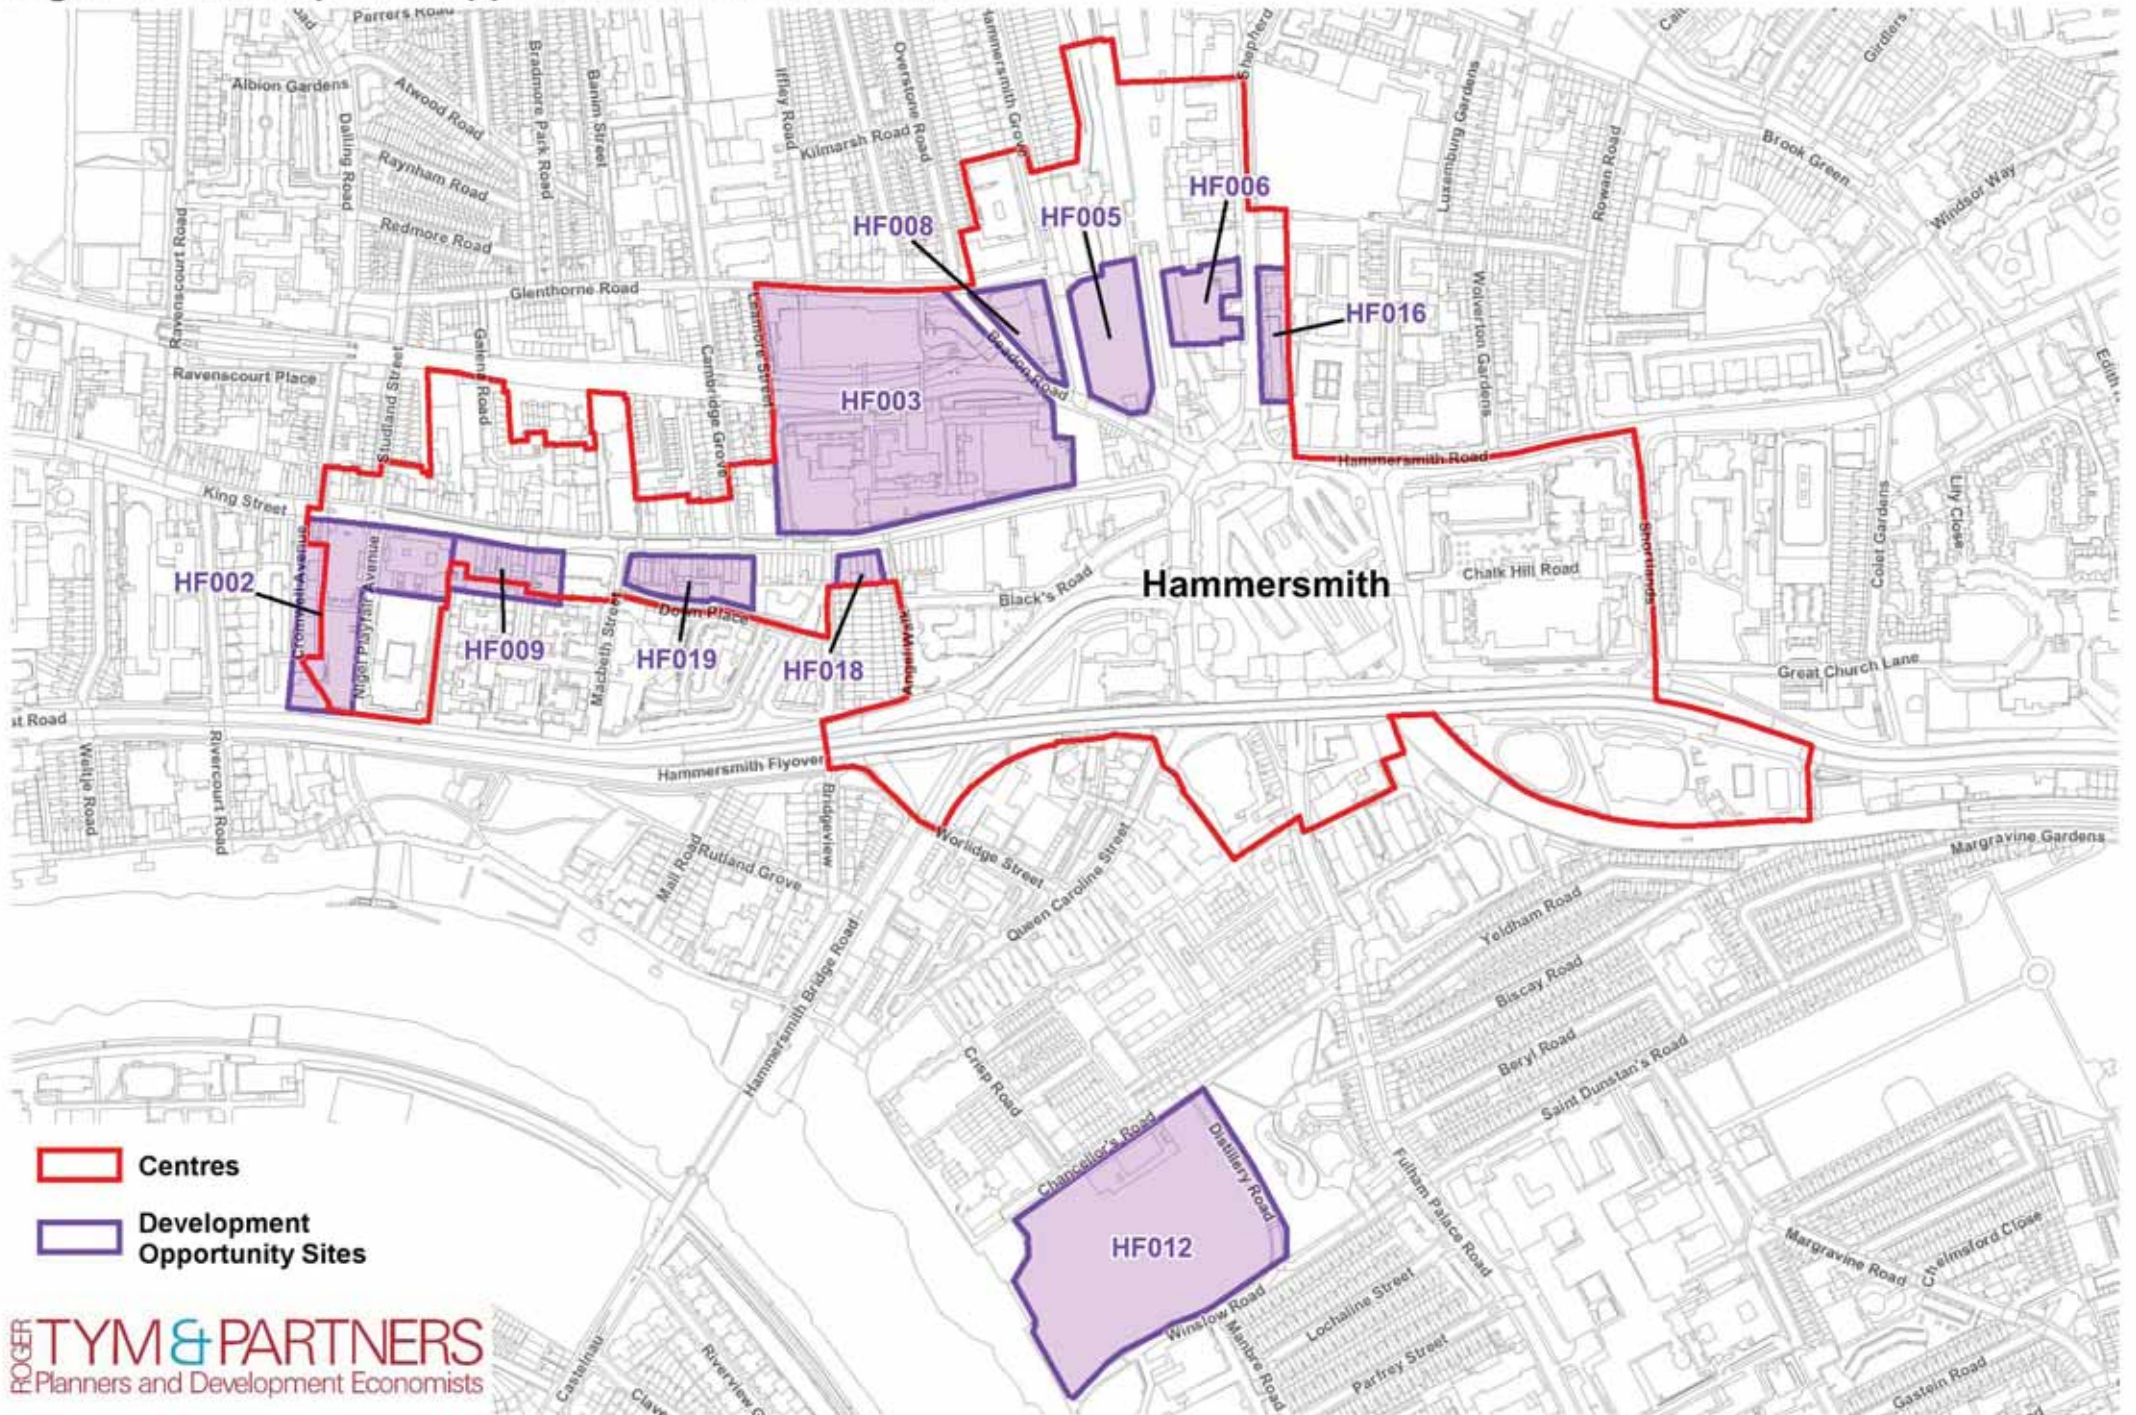 Perrers Road
Albion Gardens
Atwood Road
Dalling Road
Raynham Road
Redmore Road
Bradmore Park Road
Banim Street
Iffley Road
Kilmarsh Road
Overstone Road
Hammersmith Grove
Shepherd
Luxemburg Gardens
Rowan Road
Brook Green
Windsor Way
Girdlers
HF006
HF005
HF008
HF016
HF003
Ravenscourt Road
Glenthorne Road
Leamore Street
Beadon Road
Wolverton Gardens
Edith
Ravenscourt Place
Studland Street
Galena Road
Cambridge Grove
Hammersmith Road
King Street
Cromwell Avenue
Nigel Playfair Avenue
HF002
HF009
HF019
HF018
Macbeth Street
Down Place
Angel Walk
Black's Road
Hammersmith
Chalk Hill Road
Shortlands
Colet Gardens
Lily Close
Great Church Lane
at Road
Weltje Road
Rivercourt Road
Hammersmith Flyover
Bridgeview
Mall Road
Rutland Grove
Worlidge Street
Queen Caroline Street
Margravine Gardens
Yeldham Road
Biscay Road
Beryl Road
Saint Dunstan's Road
Hammersmith Bridge Road
Crisp Road
Chancellor's Road
Distillery Road
HF012
Fulham Palace Road
Margravine Road
Chelmsford Close
Winslow Road
Manbre Road
Lochaline Street
Parfrey Street
Gastein Road
Castelnau
Riverview G
Clave
Centres
Development
Opportunity Sites
ROGER
TYM & PARTNERS
Planners and Development Economists